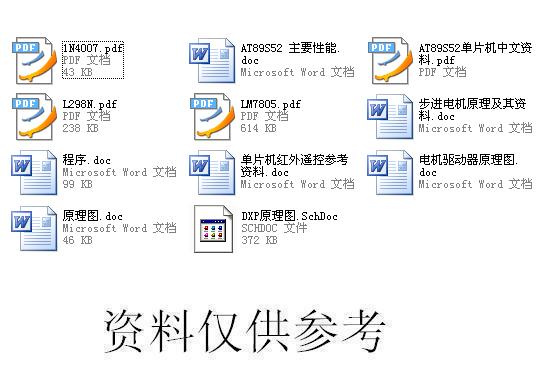 1N4007.pdf
PDF 文档
43 KB
AT89S52 主要性能.
doc
Microsoft Word 文档
AT89S52单片机中文资
料.pdf
PDF 文档
L298N.pdf
PDF 文档
238 KB
LM7805.pdf
PDF 文档
614 KB
步进电机原理及其资
料.doc
Microsoft Word 文档
程序.doc
Microsoft Word 文档
99 KB
单片机红外遥控参考
资料.doc
Microsoft Word 文档
电机驱动器原理图.
doc
Microsoft Word 文档
原理图.doc
Microsoft Word 文档
46 KB
DXP原理图.SchDoc
SCHDOC 文件
372 KB
资料仅供参考